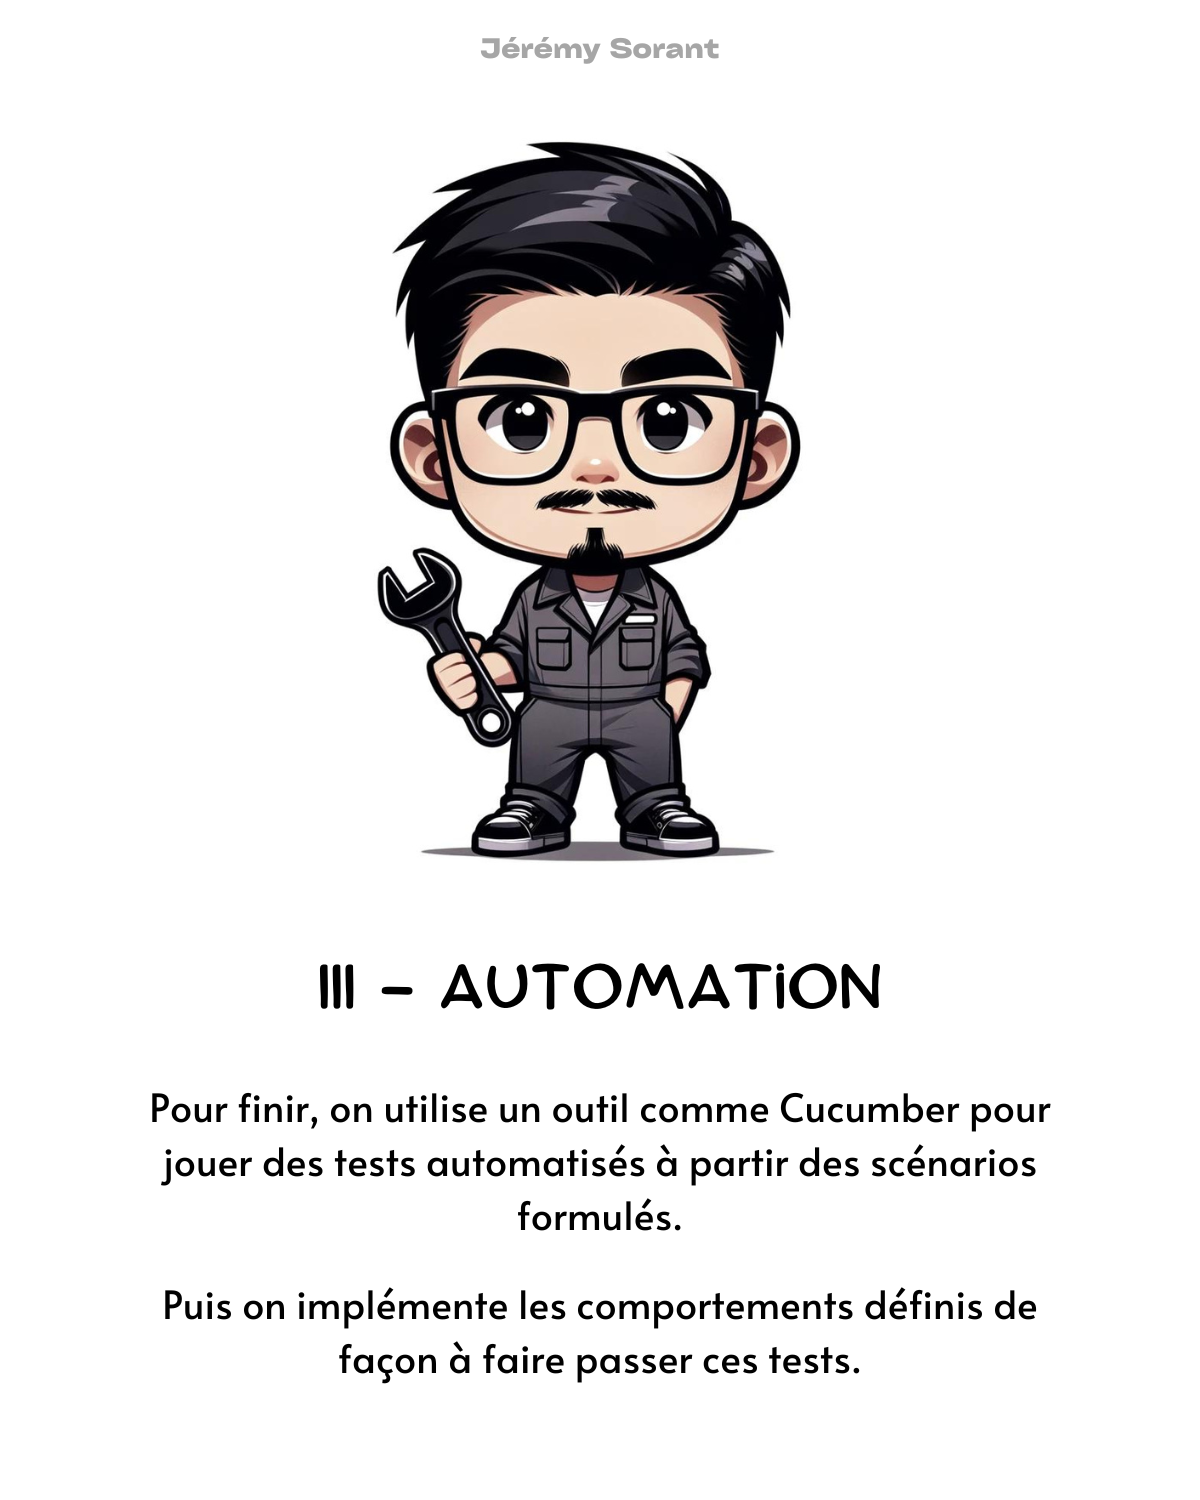 Jérémy Sorant
III - AUTOMATiON
Pour finir, on utilise un outil comme Cucumber pour
jouer des tests automatisés à partir des scénarios
formulés.
Puis on implémente les comportements définis de
façon à faire passer ces tests.